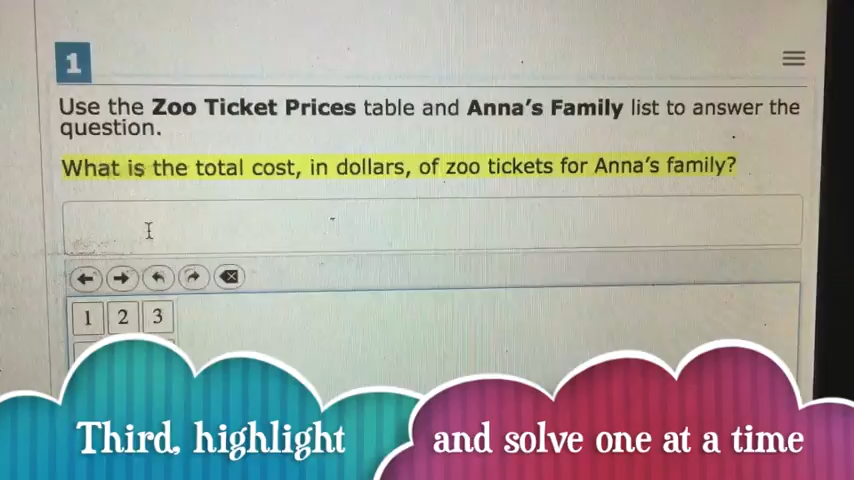 1
Use the Zoo Ticket Prices table and Anna's Family list to answer the
question.
What is the total cost, in dollars, of zoo tickets for Anna's family?
1 2 3
Third, highlight
and solve one at a time